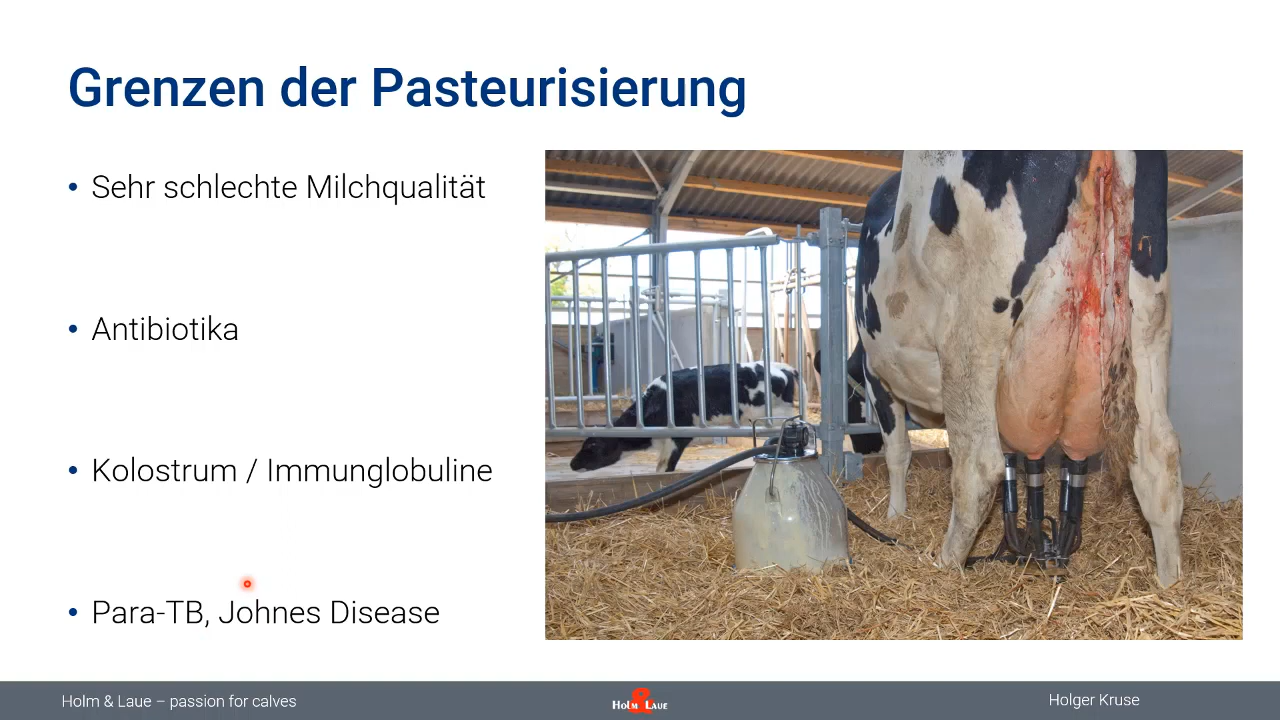 Grenzen der Pasteurisierung
• Sehr schlechte Milchqualität
• Antibiotika
• Kolostrum / Immunglobuline
• Para-TB, Johnes Disease
Holm & Laue – passion for calves
Holm & Laue
Holger Kruse